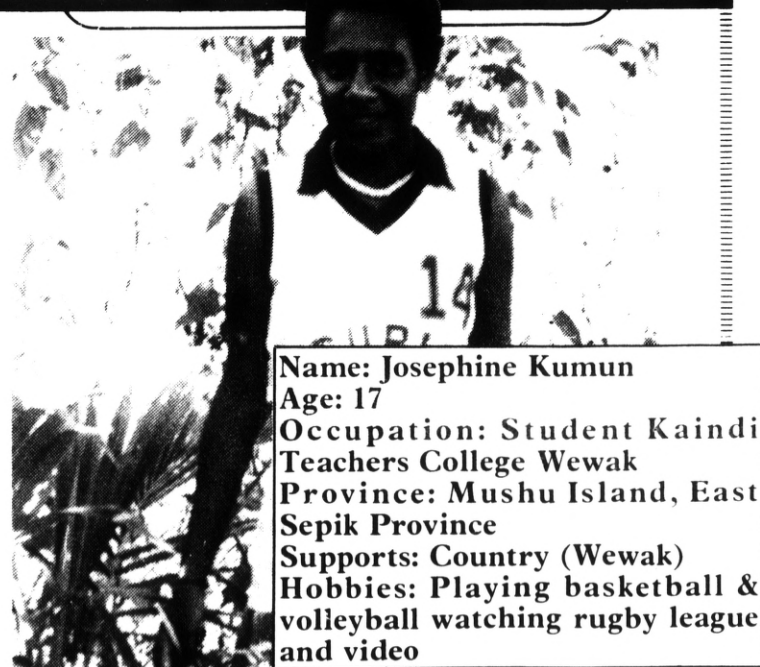 14
Name: Josephine Kumun
Age: 17
Occupation: Student Kaindi
Teachers College Wewak
Province: Mushu Island, East
Sepik Province
Supports: Country (Wewak)
Hobbies: Playing basketball &
volleyball watching rugby league
and video